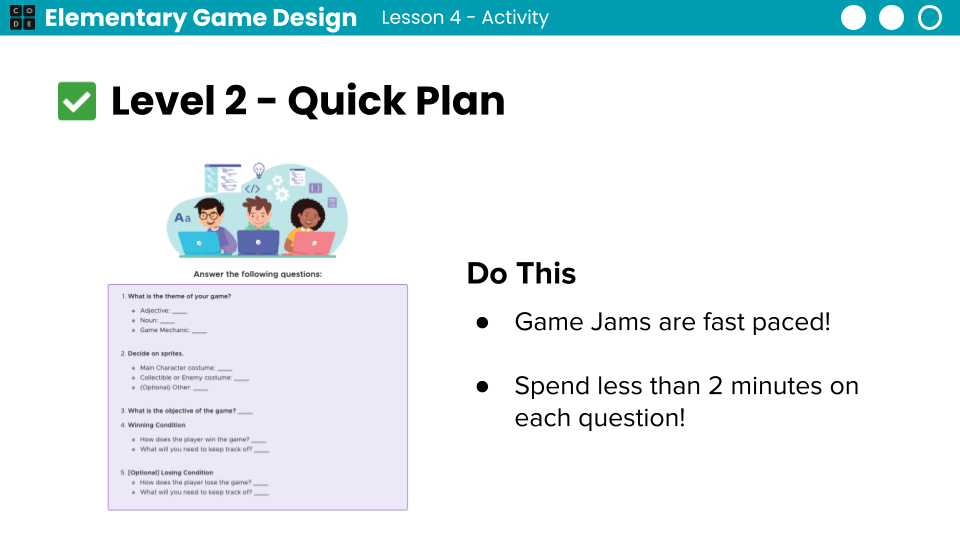 CODE
Elementary Game Design
Lesson 4 - Activity
Level 2 - Quick Plan
Aa
</>
{ }
Answer the following questions:
1. What is the theme of your game?
Adjective: ____
Noun: ____
Game Mechanic: ____
2. Decide on sprites.
Main Character costume: ____
Collectible or Enemy costume: ____
(Optional) Other: ____
3. What is the objective of the game? ____
4. Winning Condition
How does the player win the game? ____
What will you need to keep track of? ____
5. [Optional] Losing Condition
How does the player lose the game? ____
What will you need to keep track of? ____
Do This
● Game Jams are fast paced!
● Spend less than 2 minutes on
each question!